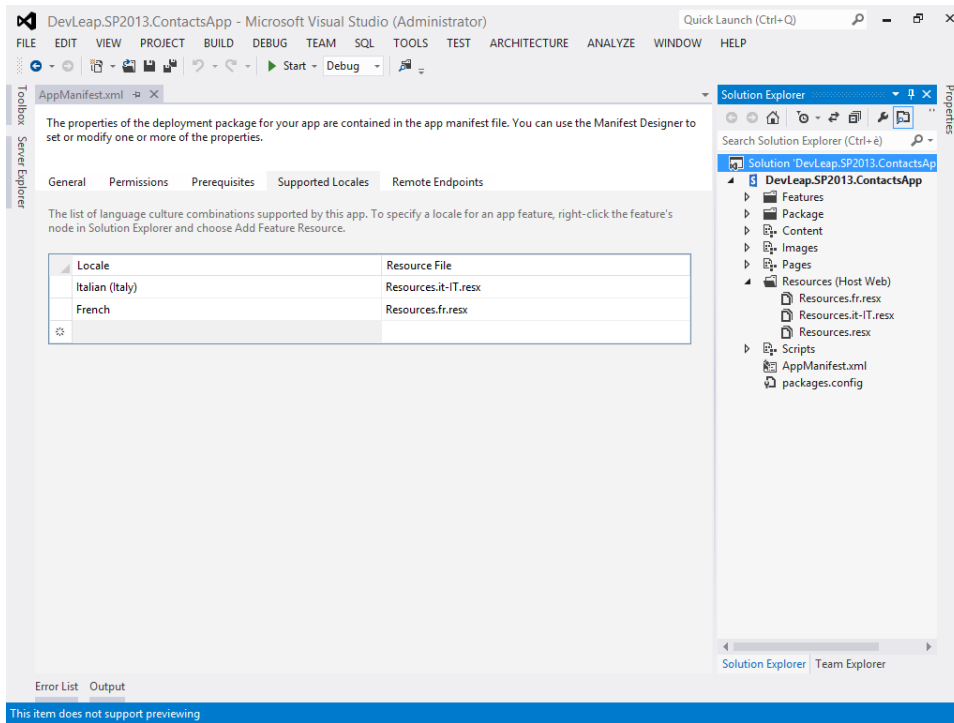 DevLeap.SP2013.ContactsApp - Microsoft Visual Studio (Administrator)
Quick Launch (Ctrl+Q)
FILE EDIT VIEW PROJECT BUILD DEBUG TEAM SQL TOOLS TEST ARCHITECTURE ANALYZE WINDOW HELP
Start Debug
Toolbox
Server Explorer
AppManifest.xml
The properties of the deployment package for your app are contained in the app manifest file. You can use the Manifest Designer to
set or modify one or more of the properties.
General Permissions Prerequisites Supported Locales Remote Endpoints
The list of language culture combinations supported by this app. To specify a locale for an app feature, right-click the feature's
node in Solution Explorer and choose Add Feature Resource.
Locale Resource File
Italian (Italy) Resources.it-IT.resx
French Resources.fr.resx
Solution Explorer
Search Solution Explorer (Ctrl+è)
Solution 'DevLeap.SP2013.ContactsAp
DevLeap.SP2013.ContactsApp
Features
Package
Content
Images
Pages
Resources (Host Web)
Resources.fr.resx
Resources.it-IT.resx
Resources.resx
Scripts
AppManifest.xml
packages.config
Solution Explorer Team Explorer
Properties
Error List Output
This item does not support previewing